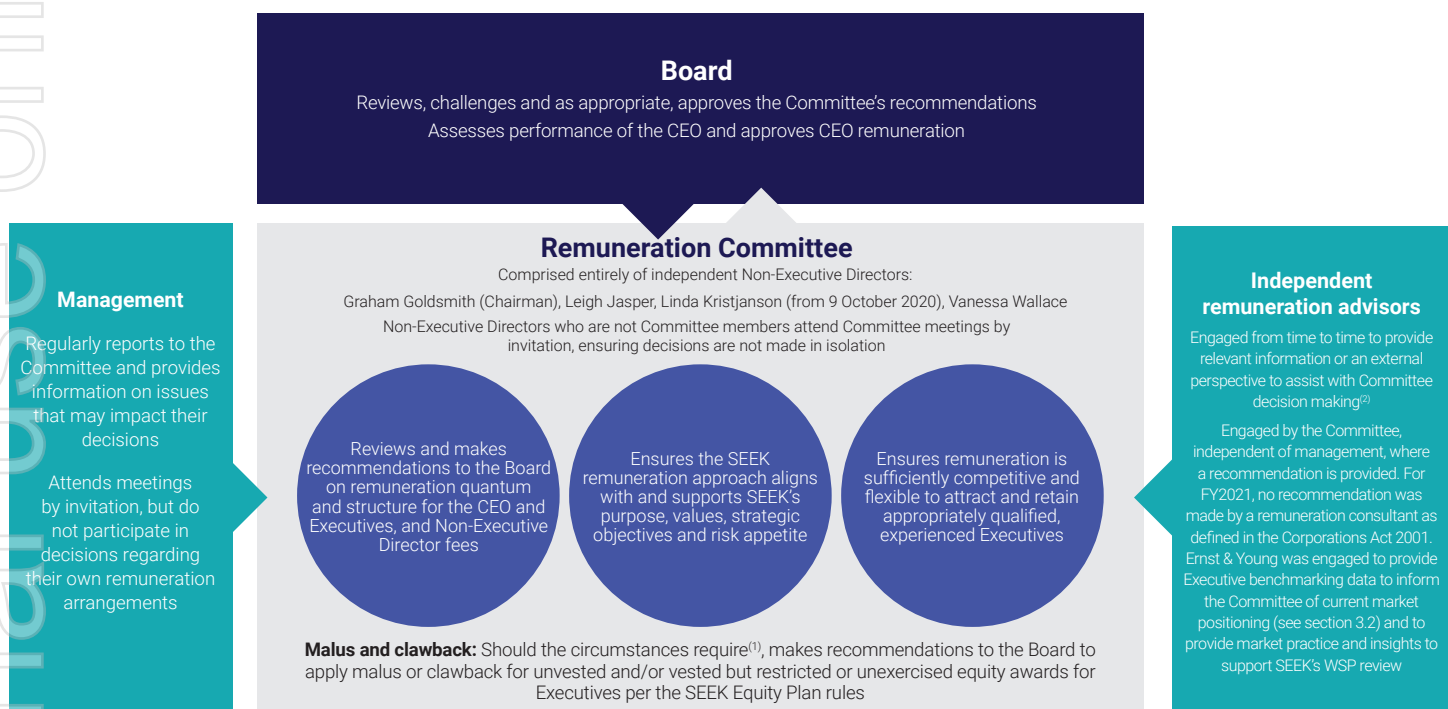 Board
Reviews, challenges and as appropriate, approves the Committee's recommendations
Assesses performance of the CEO and approves CEO remuneration
Management
Regularly reports to the
Committee and provides
information on issues
that may impact their
decisions
Attends meetings
by invitation, but do
not participate in
decisions regarding
their own remuneration
arrangements
Remuneration Committee
Comprised entirely of independent Non-Executive Directors:
Graham Goldsmith (Chairman), Leigh Jasper, Linda Kristjanson (from 9 October 2020), Vanessa Wallace
Non-Executive Directors who are not Committee members attend Committee meetings by
invitation, ensuring decisions are not made in isolation
Reviews and makes
recommendations to the Board
on remuneration quantum
and structure for the CEO and
Executives, and Non-Executive
Director fees
Ensures the SEEK
remuneration approach aligns
with and supports SEEK's
purpose, values, strategic
objectives and risk appetite
Ensures remuneration is
sufficiently competitive and
flexible to attract and retain
appropriately qualified,
experienced Executives
Malus and clawback: Should the circumstances require(1), makes recommendations to the Board to
apply malus or clawback for unvested and/or vested but restricted or unexercised equity awards for
Executives per the SEEK Equity Plan rules
Independent
remuneration advisors
Engaged from time to time to provide
relevant information or an external
perspective to assist with Committee
decision making(2)
Engaged by the Committee,
independent of management, where
a recommendation is provided. For
FY2021, no recommendation was
made by a remuneration consultant as
defined in the Corporations Act 2001.
Ernst & Young was engaged to provide
Executive benchmarking data to inform
the Committee of current market
positioning (see section 3.2) and to
provide market practice and insights to
support SEEK's WSP review
use